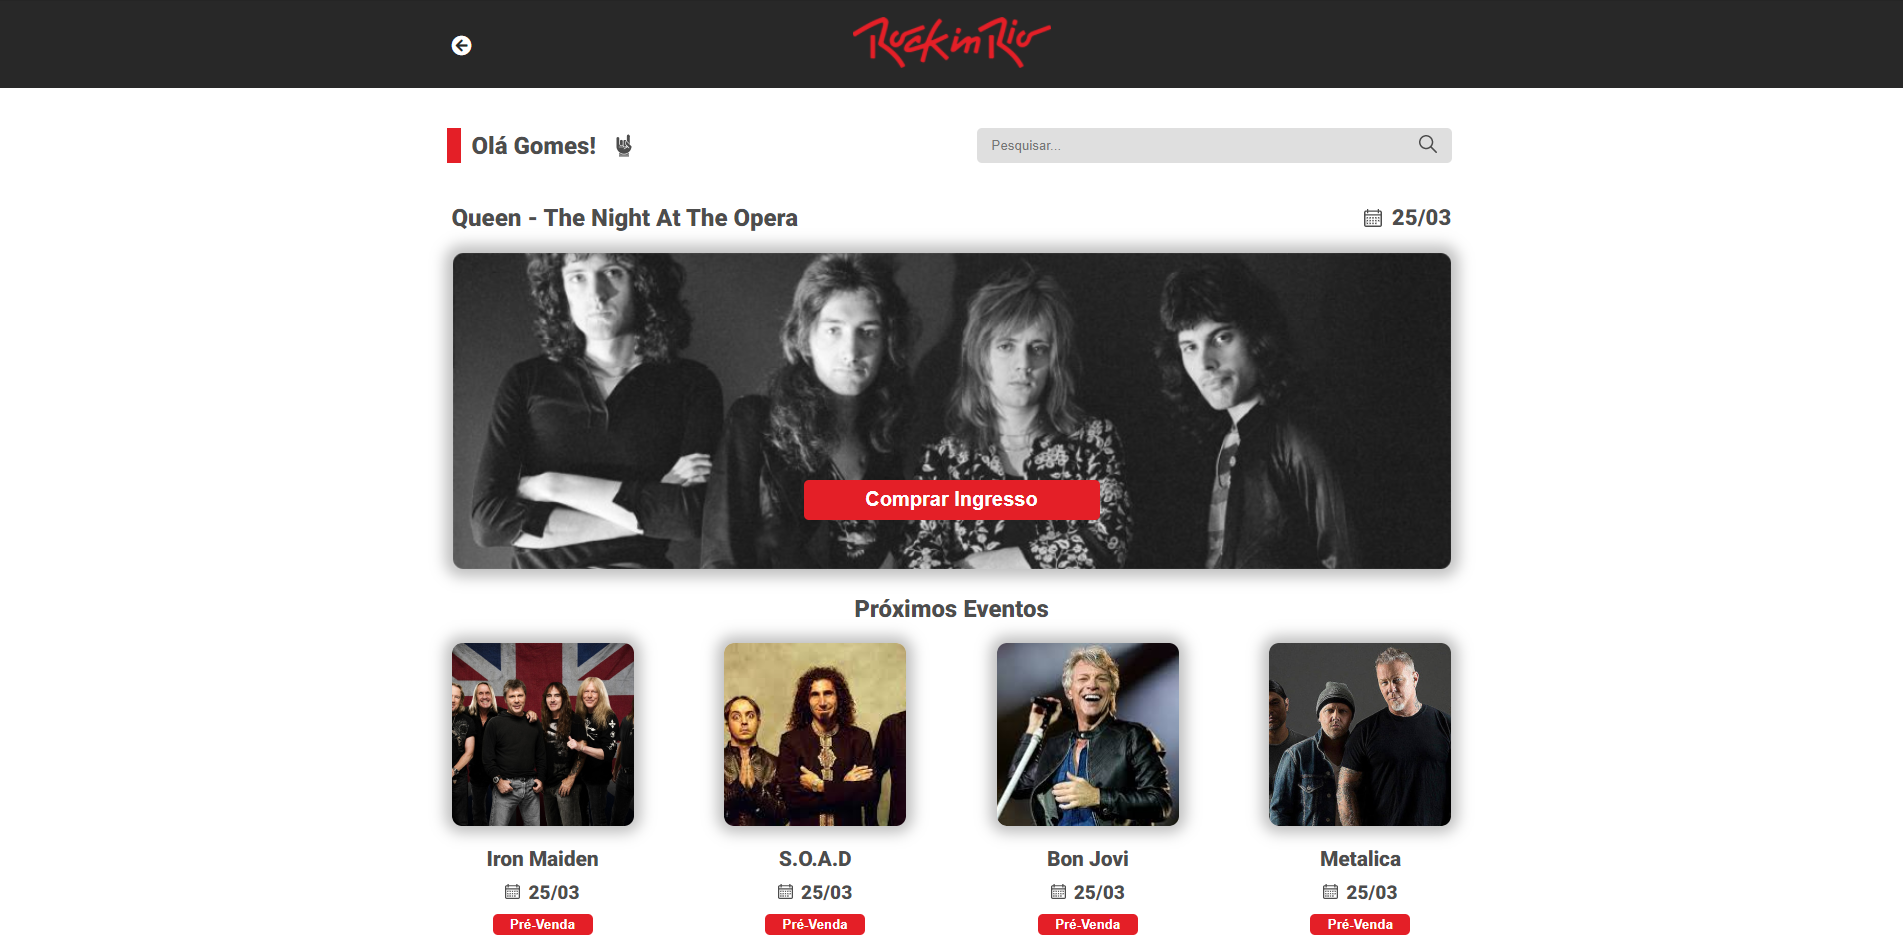 Rock in Rio
Olá Gomes!
Pesquisar...
Queen - The Night At The Opera
25/03
Comprar Ingresso
Próximos Eventos
Iron Maiden
25/03
Pré-Venda
S.O.A.D
25/03
Pré-Venda
Bon Jovi
25/03
Pré-Venda
Metalica
25/03
Pré-Venda